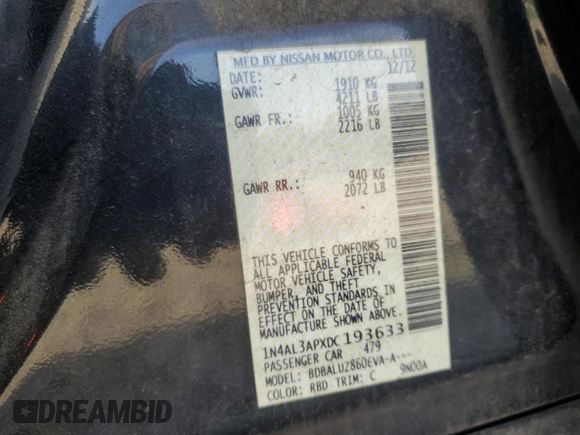 MFD BY NISSAN MOTOR CO., LTD.
DATE: 12/12
GVWR: 1910 KG
4211 LB
GAWR FR.: 1005 KG
2216 LB
GAWR RR.: 940 KG
2072 LB
THIS VEHICLE CONFORMS TO
ALL APPLICABLE FEDERAL
MOTOR VEHICLE SAFETY,
BUMPER, AND THEFT
PREVENTION STANDARDS IN
EFFECT ON THE DATE OF
MANUFACTURE SHOWN ABOVE.
1N4AL3APXDC193633
PASSENGER CAR 479
MODEL: BDBALUZ860EVA-A---
COLOR: RBD TRIM: C 9N00A
DREAMBID